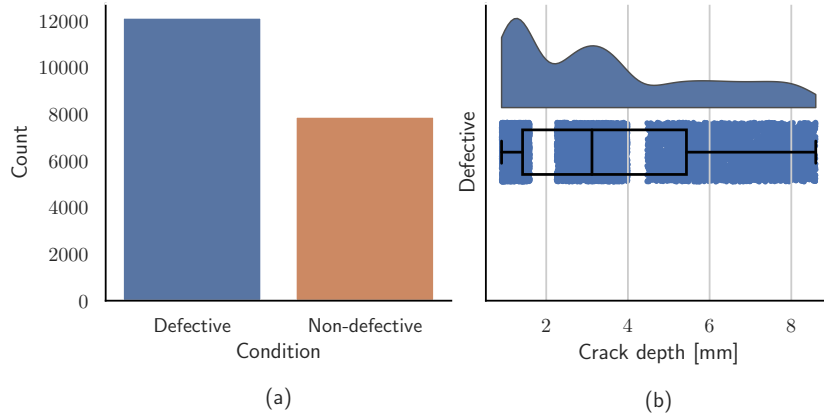 12000
10000
8000
6000
4000
2000
0
Count
Defective Non-defective
Condition
(a)
Defective
2 4 6 8
Crack depth [mm]
(b)